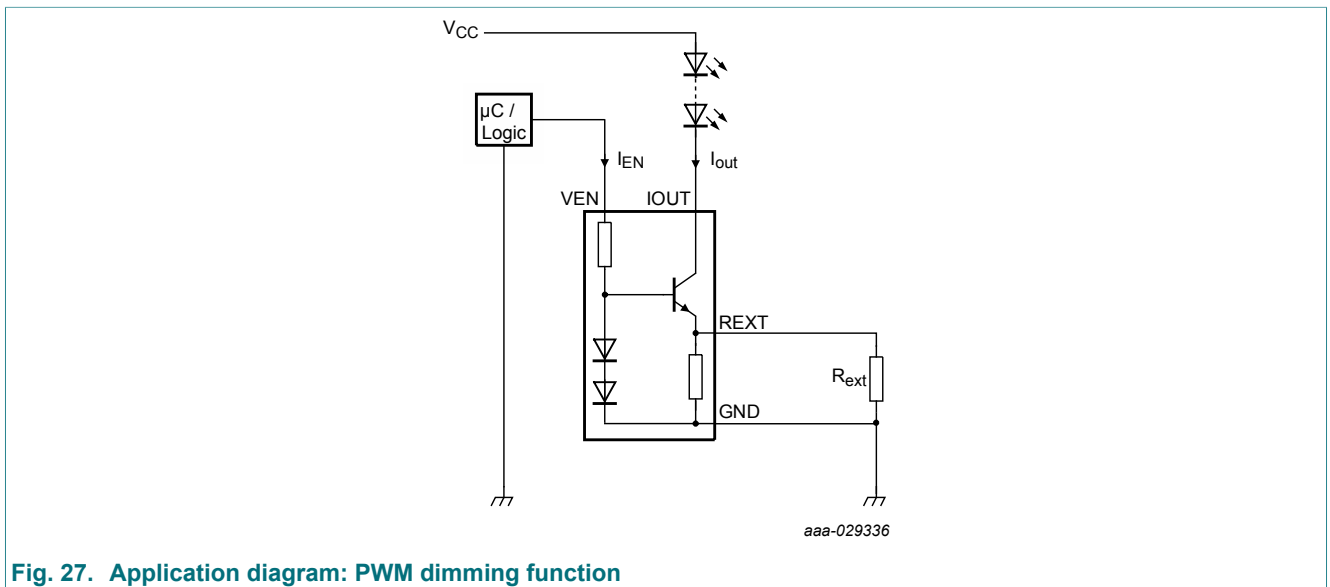 VCC
µC /
Logic
IEN
Iout
VEN
IOUT
REXT
Rext
GND
aaa-029336
Fig. 27. Application diagram: PWM dimming function